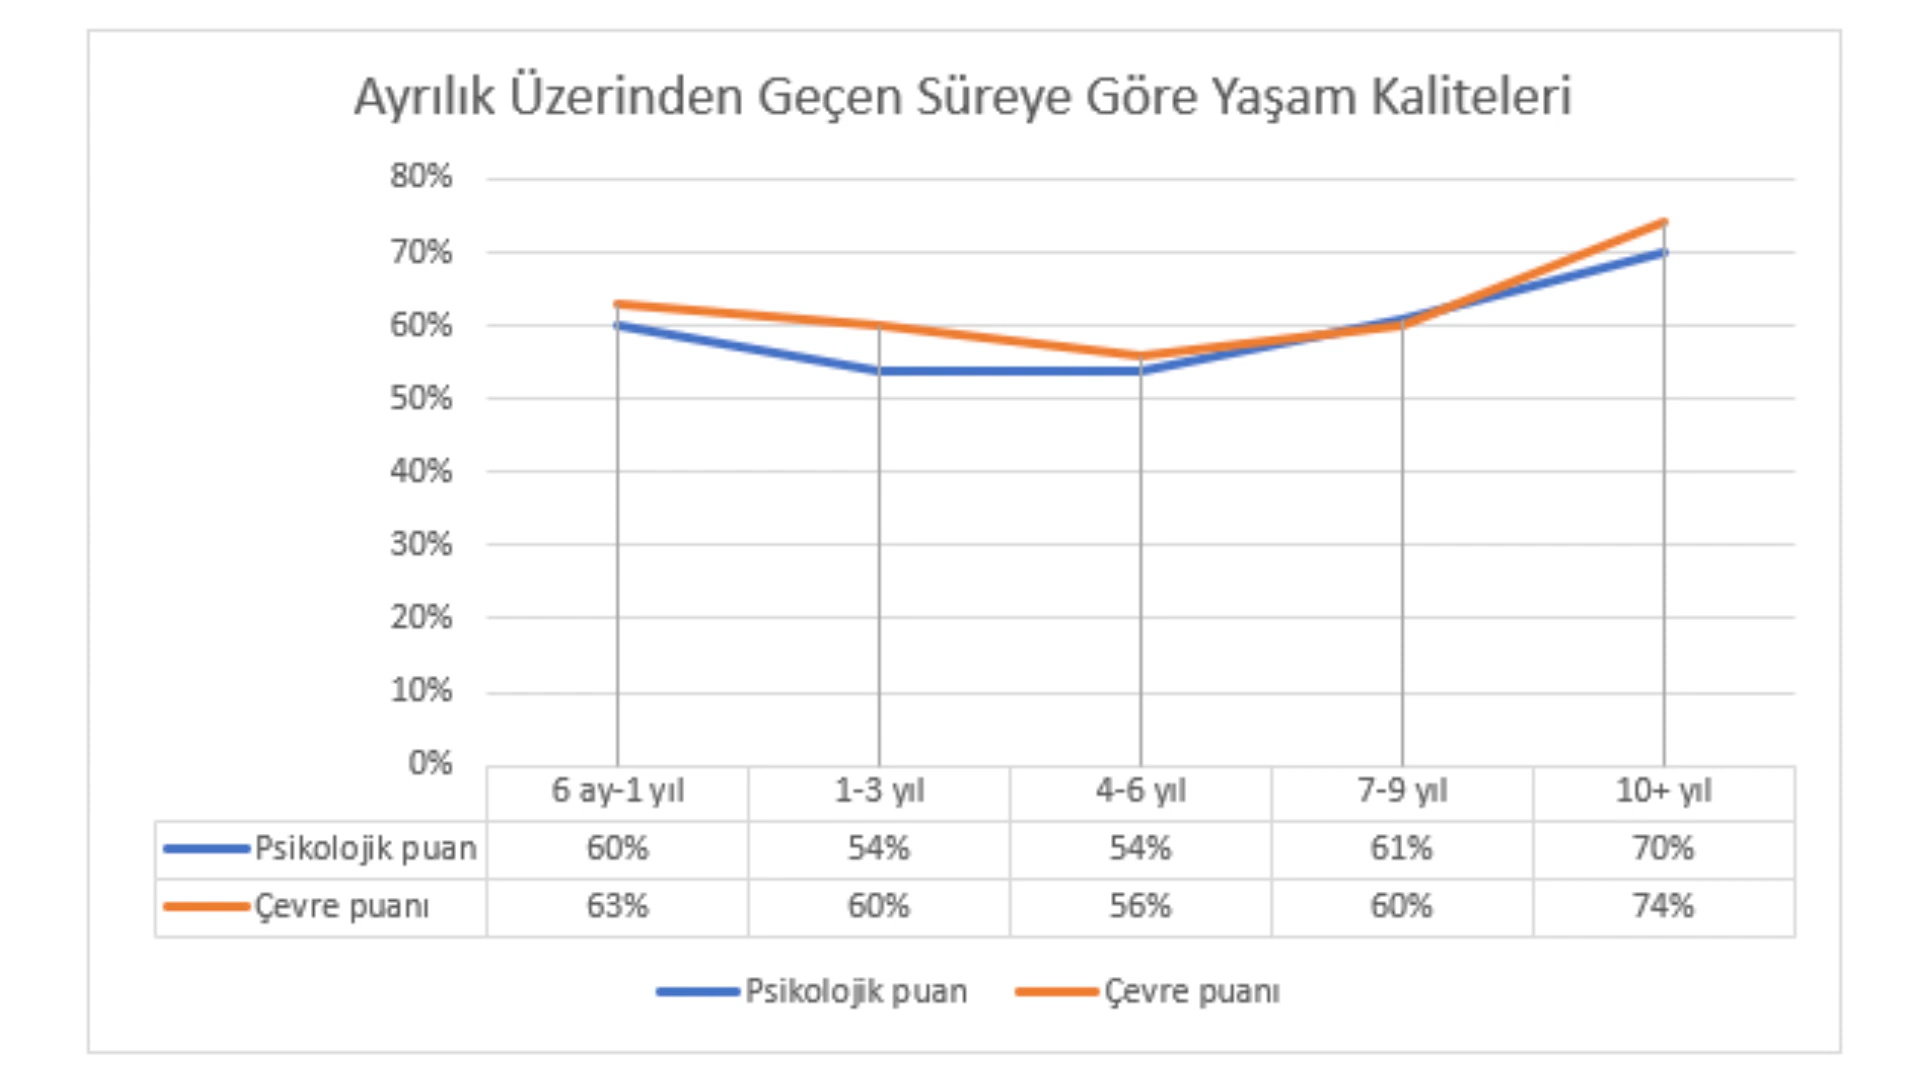 Ayrılık Üzerinden Geçen Süreye Göre Yaşam Kaliteleri
80%
70%
60%
50%
40%
30%
20%
10%
0%
6 ay-1 yıl 1-3 yıl 4-6 yıl 7-9 yıl 10+ yıl
Psikolojik puan 60% 54% 54% 61% 70%
Çevre puanı 63% 60% 56% 60% 74%
Psikolojik puan Çevre puanı